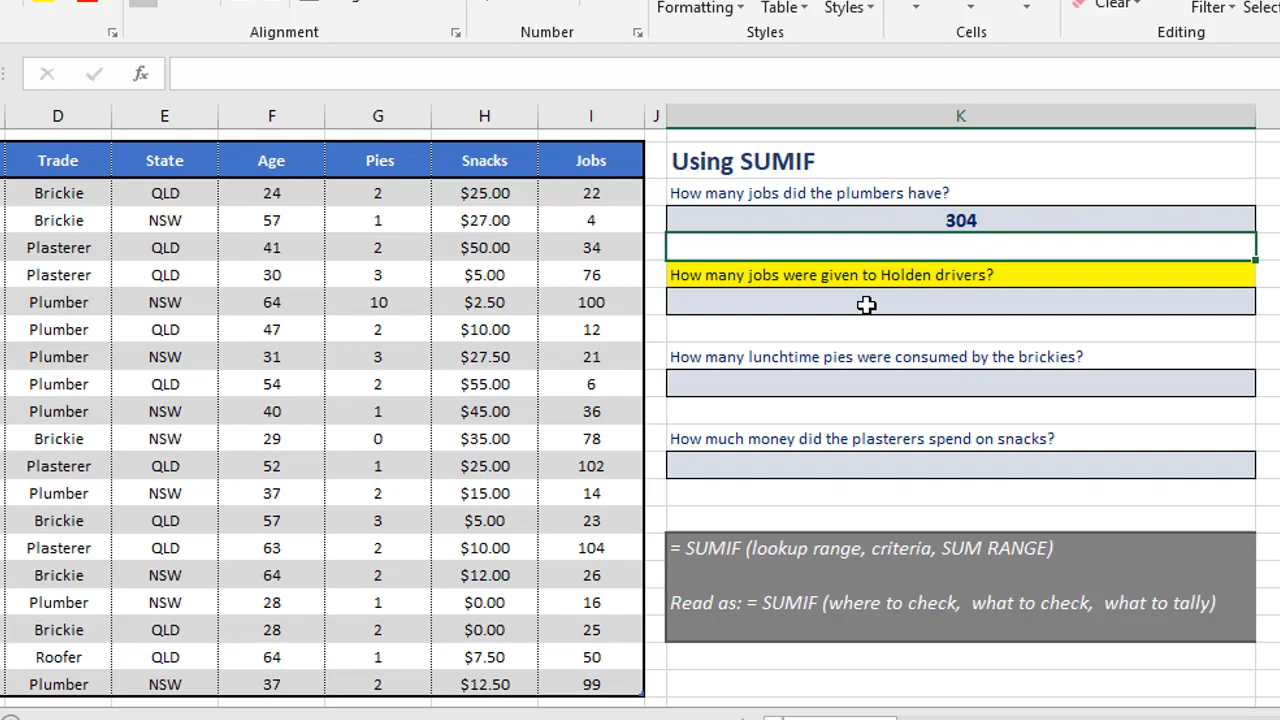 Formatting Table Styles Clear Filter Selec
Alignment Number Styles Cells Editing
fx
D E F G H I J K
Trade State Age Pies Snacks Jobs Using SUMIF
Brickie QLD 24 2 $25.00 22 How many jobs did the plumbers have?
Brickie NSW 57 1 $27.00 4 304
Plasterer QLD 41 2 $50.00 34
Plasterer QLD 30 3 $5.00 76 How many jobs were given to Holden drivers?
Plumber NSW 64 10 $2.50 100
Plumber QLD 47 2 $10.00 12
Plumber NSW 31 3 $27.50 21 How many lunchtime pies were consumed by the brickies?
Plumber QLD 54 2 $55.00 6
Plumber NSW 40 1 $45.00 36
Brickie NSW 29 0 $35.00 78 How much money did the plasterers spend on snacks?
Plasterer QLD 52 1 $25.00 102
Plumber NSW 37 2 $15.00 14
Brickie QLD 57 3 $5.00 23
Plasterer QLD 63 2 $10.00 104 = SUMIF (lookup range, criteria, SUM RANGE)
Brickie NSW 64 2 $12.00 26
Plumber NSW 28 1 $0.00 16 Read as: = SUMIF (where to check, what to check, what to tally)
Brickie QLD 28 2 $0.00 25
Roofer QLD 64 1 $7.50 50
Plumber NSW 37 2 $12.50 99